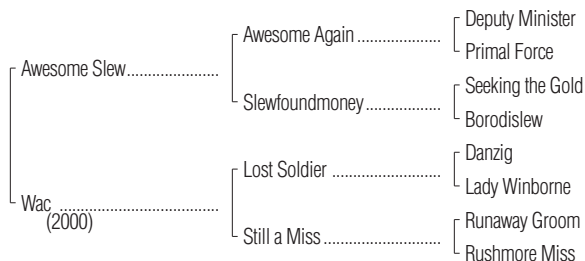 Deputy Minister
Awesome Again ....................
Primal Force
Awesome Slew......................
Seeking the Gold
Slewfoundmoney ..................
Borodislew
Danzig
Lost Soldier ..........................
Lady Winborne
Wac ......................................
(2000)
Runaway Groom
Still a Miss............................
Rushmore Miss